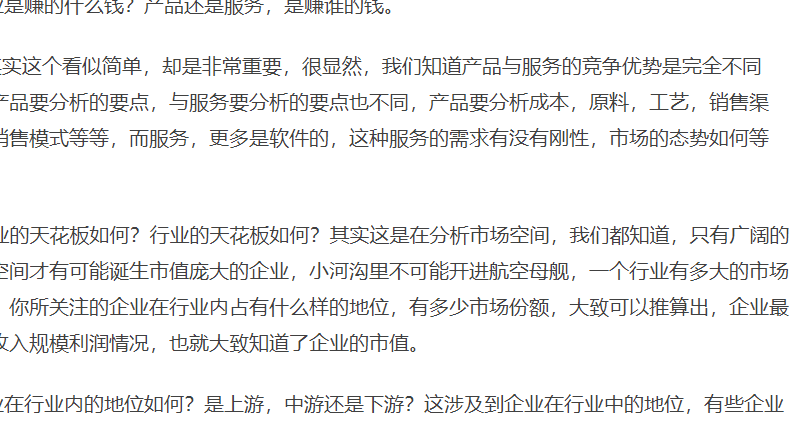 是赚的什么钱？产品还是服务，是赚谁的钱。
实这个看似简单，却是非常重要，很显然，我们知道产品与服务的竞争优势是完全不同
产品要分析的要点，与服务要分析的要点也不同，产品要分析成本，原料，工艺，销售渠
销售模式等等，而服务，更多是软件的，这种服务的需求有没有刚性，市场的态势如何等
业的天花板如何？行业的天花板如何？其实这是在分析市场空间，我们都知道，只有广阔的
空间才有可能诞生市值庞大的企业，小河沟里不可能开进航空母舰，一个行业有多大的市场
，你所关注的企业在行业内占有什么样的地位，有多少市场份额，大致可以推算出，企业最
收入规模利润情况，也就大致知道了企业的市值。
业在行业内的地位如何？是上游，中游还是下游？这涉及到企业在行业中的地位，有些企业